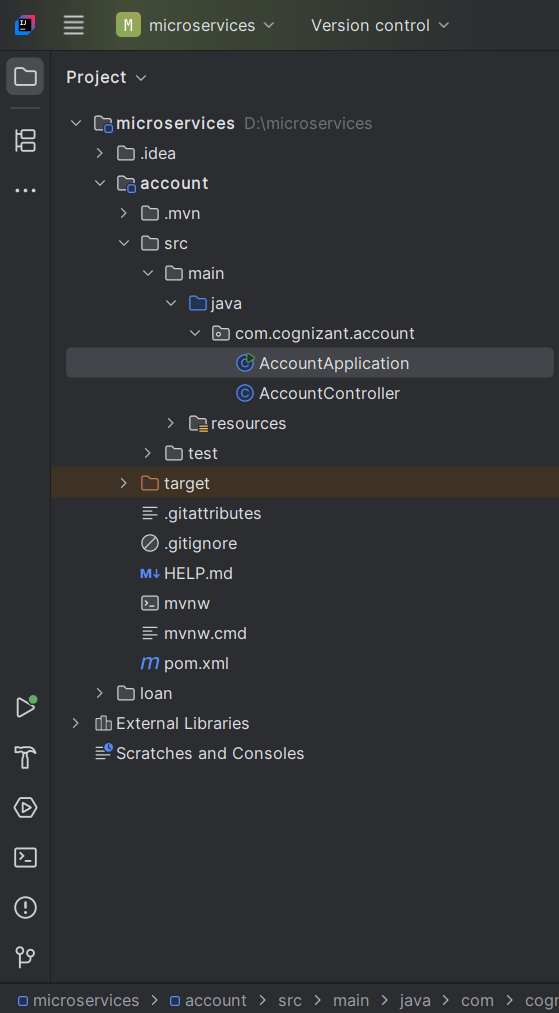 M microservices Version control
Project
microservices D:\microservices
.idea
account
.mvn
src
main
java
com.cognizant.account
AccountApplication
AccountController
resources
test
target
.gitattributes
.gitignore
M↓ HELP.md
mvnw
mvnw.cmd
m pom.xml
loan
External Libraries
Scratches and Consoles
microservices > account > src > main > java > com > cogn